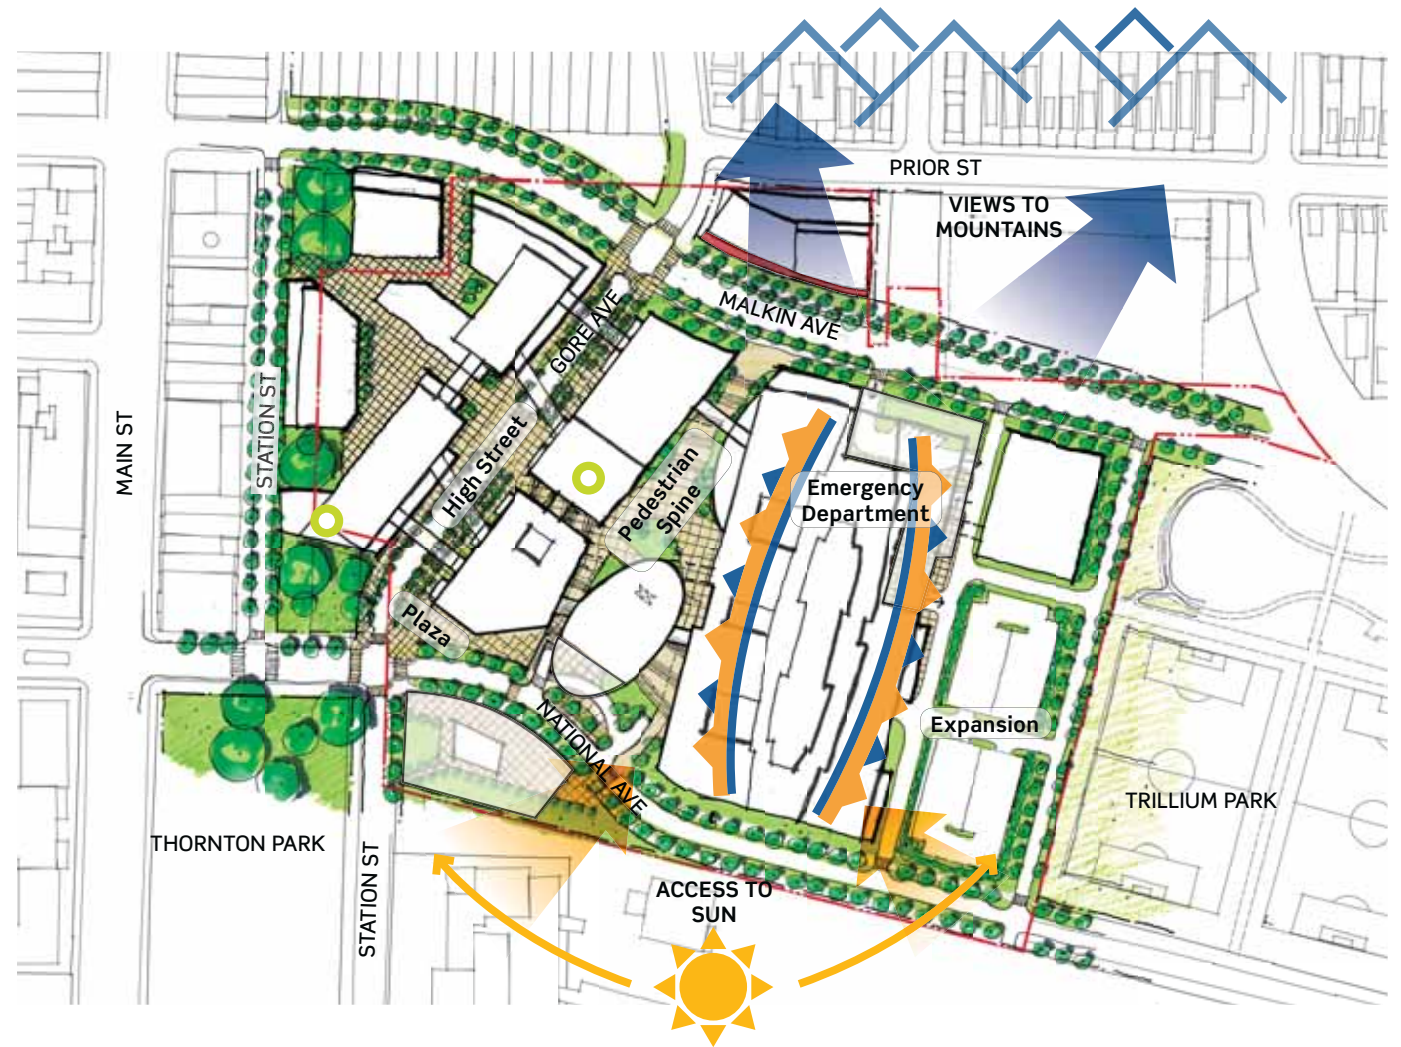 PRIOR ST
VIEWS TO
MOUNTAINS
MALKIN AVE
GORE AVE
STATION ST
MAIN ST
High Street
Pedestrian
Spine
Emergency
Department
Plaza
NATIONAL AVE
Expansion
TRILLIUM PARK
THORNTON PARK
STATION ST
ACCESS TO
SUN